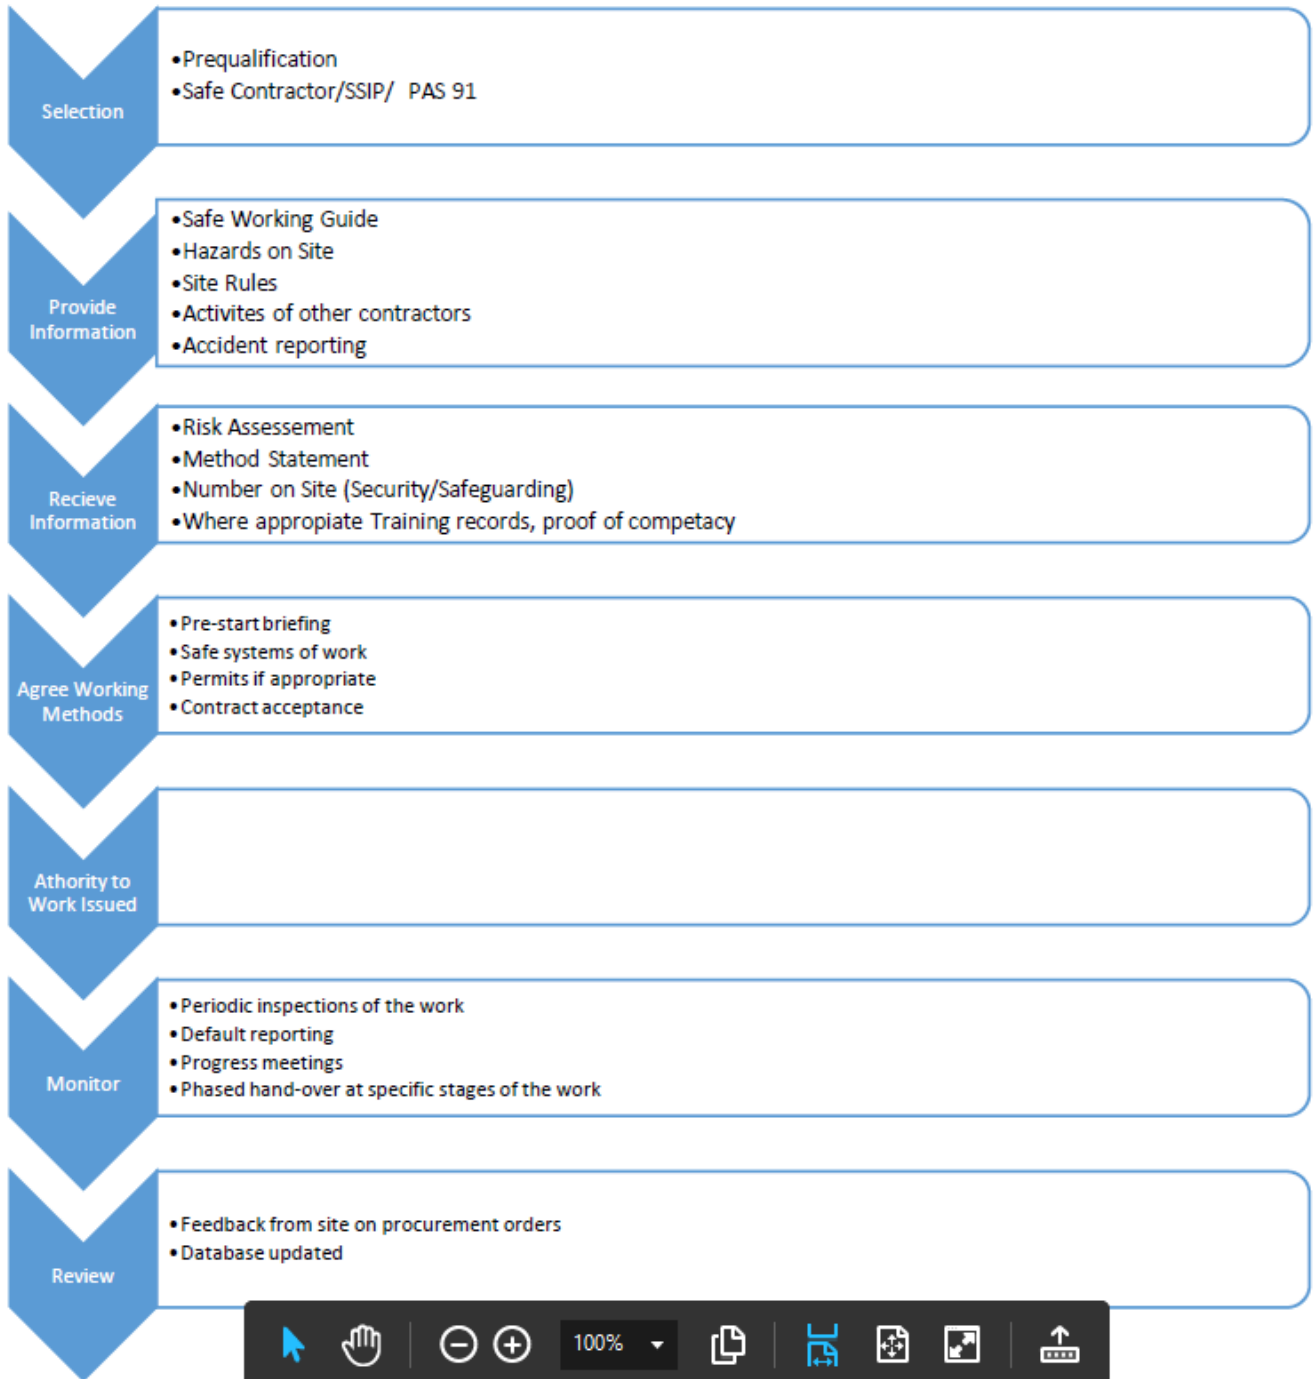 Selection
•Prequalification
•Safe Contractor/SSIP/ PAS 91
Provide
Information
•Safe Working Guide
•Hazards on Site
•Site Rules
•Activites of other contractors
•Accident reporting
Recieve
Information
•Risk Assessement
•Method Statement
•Number on Site (Security/Safeguarding)
•Where appropiate Training records, proof of competacy
Agree Working
Methods
•Pre-start briefing
•Safe systems of work
•Permits if appropriate
•Contract acceptance
Athority to
Work Issued
Monitor
•Periodic inspections of the work
•Default reporting
•Progress meetings
•Phased hand-over at specific stages of the work
Review
•Feedback from site on procurement orders
•Database updated
100%